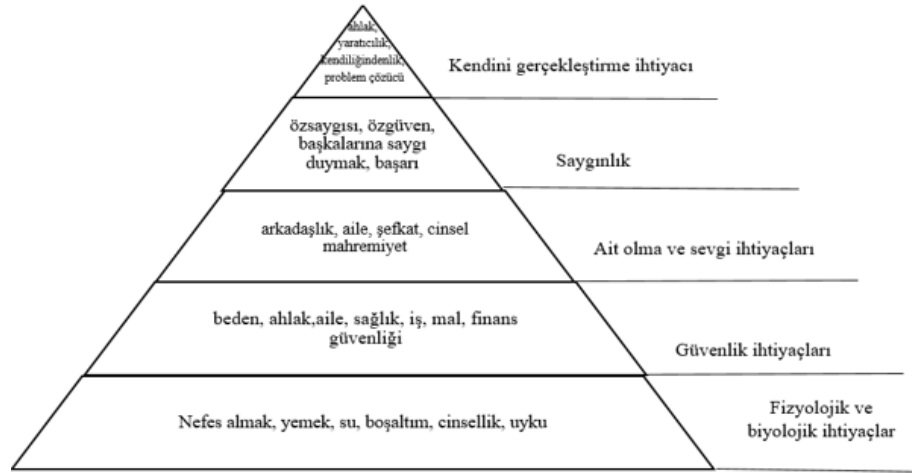 ahlak,
yaratıcılık,
kendiliğindenlik,
problem çözücü
Kendini gerçekleştirme ihtiyacı
özsaygısı, özgüven,
başkalarına saygı
duymak, başarı
Saygınlık
arkadaşlık, aile, şefkat, cinsel
mahremiyet
Ait olma ve sevgi ihtiyaçları
beden, ahlak,aile, sağlık, iş, mal, finans
güvenliği
Güvenlik ihtiyaçları
Nefes almak, yemek, su, boşaltım, cinsellik, uyku
Fizyolojik ve
biyolojik ihtiyaçlar